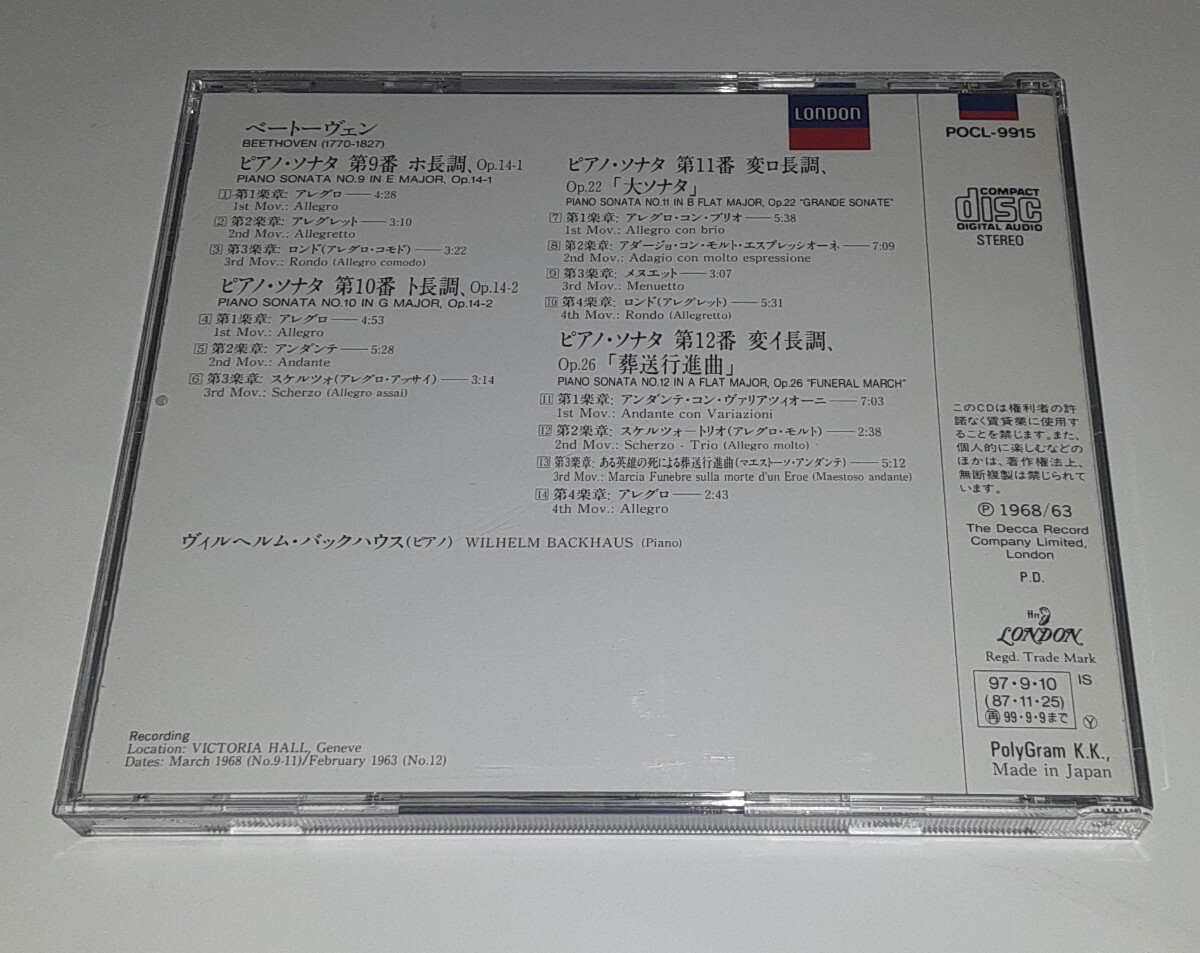 ベートーヴェン
BEETHOVEN (1770-1827)
ピアノ・ソナタ 第9番 ホ長調、Op.14-1
PIANO SONATA NO.9 IN E MAJOR, Op.14-1
1 第1楽章: アレグロ——4:28
1st Mov.: Allegro
2 第2楽章: アレグレット——3:10
2nd Mov.: Allegretto
3 第3楽章: ロンド(アレグロ・コモド)——3:22
3rd Mov.: Rondo (Allegro comodo)
ピアノ・ソナタ 第10番 ト長調、Op.14-2
PIANO SONATA NO.10 IN G MAJOR, Op.14-2
4 第1楽章: アレグロ——4:53
1st Mov.: Allegro
5 第2楽章: アンダンテ——5:28
2nd Mov.: Andante
6 第3楽章: スケルツォ(アレグロ・アッサイ)——3:14
3rd Mov.: Scherzo (Allegro assai)
LONDON
ピアノ・ソナタ 第11番 変ロ長調、
Op.22「大ソナタ」
PIANO SONATA NO.11 IN B FLAT MAJOR, Op.22 "GRANDE SONATE"
7 第1楽章: アレグロ・コン・ブリオ——5:38
1st Mov.: Allegro con brio
8 第2楽章: アダージョ・コン・モルト・エスプレッシオーネ——7:09
2nd Mov.: Adagio con molto espressione
9 第3楽章: メヌエット——3:07
3rd Mov.: Menuetto
10 第4楽章: ロンド(アレグレット)——5:31
4th Mov.: Rondo (Allegretto)
ピアノ・ソナタ 第12番 変イ長調、
Op.26「葬送行進曲」
PIANO SONATA NO.12 IN A FLAT MAJOR, Op.26 "FUNERAL MARCH"
11 第1楽章: アンダンテ・コン・ヴァリアツィオーニ——7:03
1st Mov.: Andante con Variazioni
12 第2楽章: スケルツォートリオ(アレグロ・モルト)——2:38
2nd Mov.: Scherzo - Trio (Allegro molto)
13 第3楽章: ある英雄の死による葬送行進曲(マエストーソ・アンダンテ)——5:12
3rd Mov.: Marcia Funebre sulla morte d'un Eroe (Maestoso andante)
14 第4楽章: アレグロ——2:43
4th Mov.: Allegro
ヴィルヘルム・バックハウス(ピアノ) WILHELM BACKHAUS (Piano)
Recording
Location: VICTORIA HALL, Geneve
Dates: March 1968 (No.9-11)/February 1963 (No.12)
POCL-9915
COMPACT
disc
DIGITAL AUDIO
STEREO
このCDは権利者の許
諾なく賃貸業に使用す
ることを禁じます。また、
個人的に楽しむなどの
ほかは、著作権法上、
無断複製は禁じられて
います。
Ⓟ 1968/63
The Decca Record
Company Limited,
London
P.D.
LONDON
Regd. Trade Mark
97・9・10 IS
(87・11・25)
再 99・9・9まで Ⓨ
PolyGram K.K.,
Made in Japan